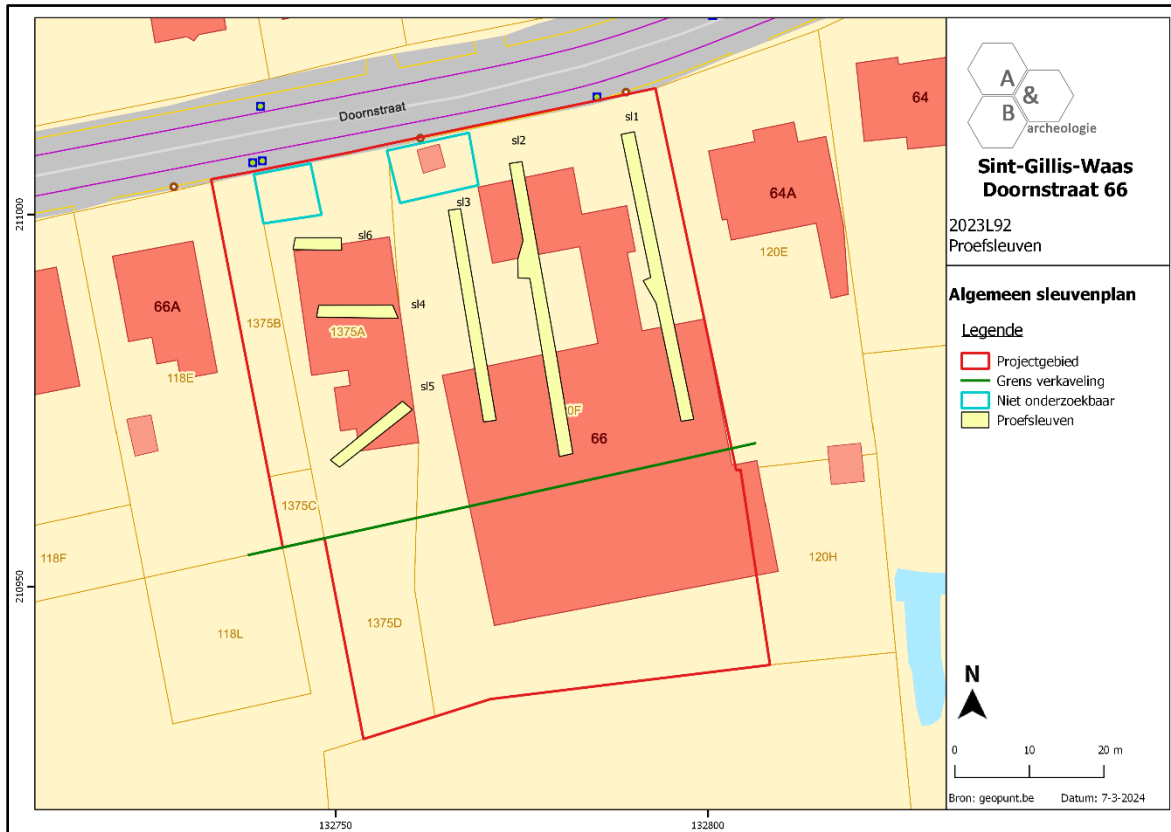 Doornstraat
64
sl1
sl2
64A
sl3
211000
120E
sl6
66A
1375B
sl4
1375A
118E
sl5
0F
66
1375C
118F
120H
210950
118L
1375D
132750
132800
A
&
B
archeologie
Sint-Gillis-Waas
Doornstraat 66
2023L92
Proefsleuven
Algemeen sleuvenplan
Legende
Projectgebied
Grens verkaveling
Niet onderzoekbaar
Proefsleuven
N
0 10 20 m
Bron: geopunt.be Datum: 7-3-2024